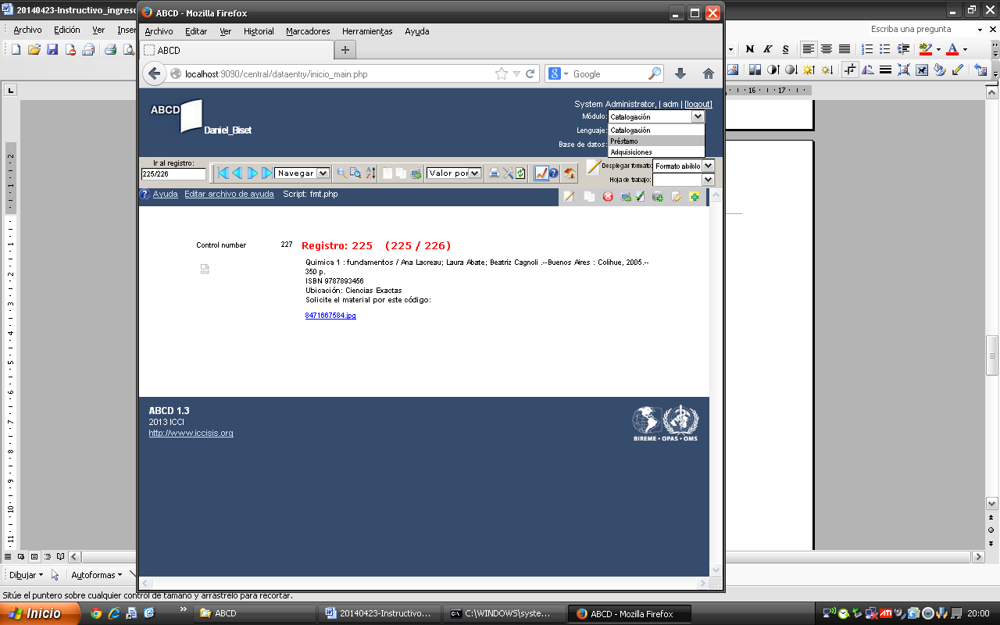 20140423-Instructivo_ingreso
ABCD - Mozilla Firefox
Archivo Edición Ver Inser
Escriba una pregunta
Archivo Editar Ver Historial Marcadores Herramientas Ayuda
ABCD
N K S
localhost:9090/central/dataentry/inicio_main.php
Google
16 17
ABCD
Daniel_Biset
System Administrator, | adm | [logout]
Módulo: Catalogación
Lenguaje: Catalogación
Préstamo
Base de datos: Adquisiciones
Ir al registro:
225/226
Navegar
Valor por
Desplegar formato: Formato abiblo
Hoja de trabajo:
Ayuda Editar archivo de ayuda Script: fmt.php
Control number 227 Registro: 225 (225 / 226)
Quimica 1 : fundamentos / Ana Lacreau; Laura Abate; Beatriz Cagnoli .--Buenos Aires : Colihue, 2005.--
350 p.
ISBN 9787893456
Ubicación: Ciencias Exactas
Solicite el material por este código:
8471667584.jpg
ABCD 1.3
2013 ICCI
http://www.iccisis.org
BIREME • OPAS • OMS
Dibujar Autoformas
Sitúe el puntero sobre cualquier control de diseño y arrástrelo para recortar.
Inicio
ABCD
20140423-Instructivo...
C:\WINDOWS\syste...
ABCD - Mozilla Firefox
20:00